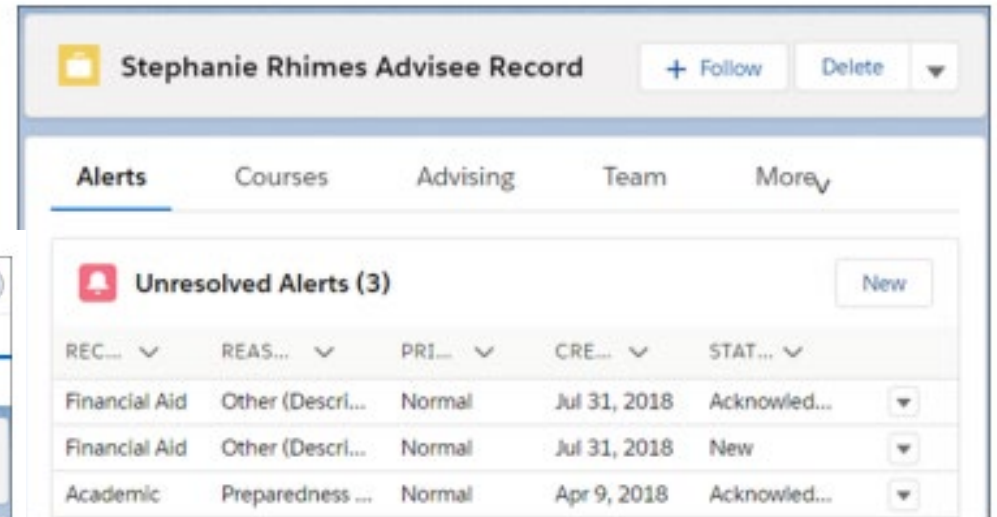 Stephanie Rhimes Advisee Record + Follow Delete
Alerts Courses Advising Team More
Unresolved Alerts (3) New
REC... REAS... PRI... CRE... STAT...
Financial Aid Other (Descri... Normal Jul 31, 2018 Acknowled...
Financial Aid Other (Descri... Normal Jul 31, 2018 New
Academic Preparedness ... Normal Apr 9, 2018 Acknowled...